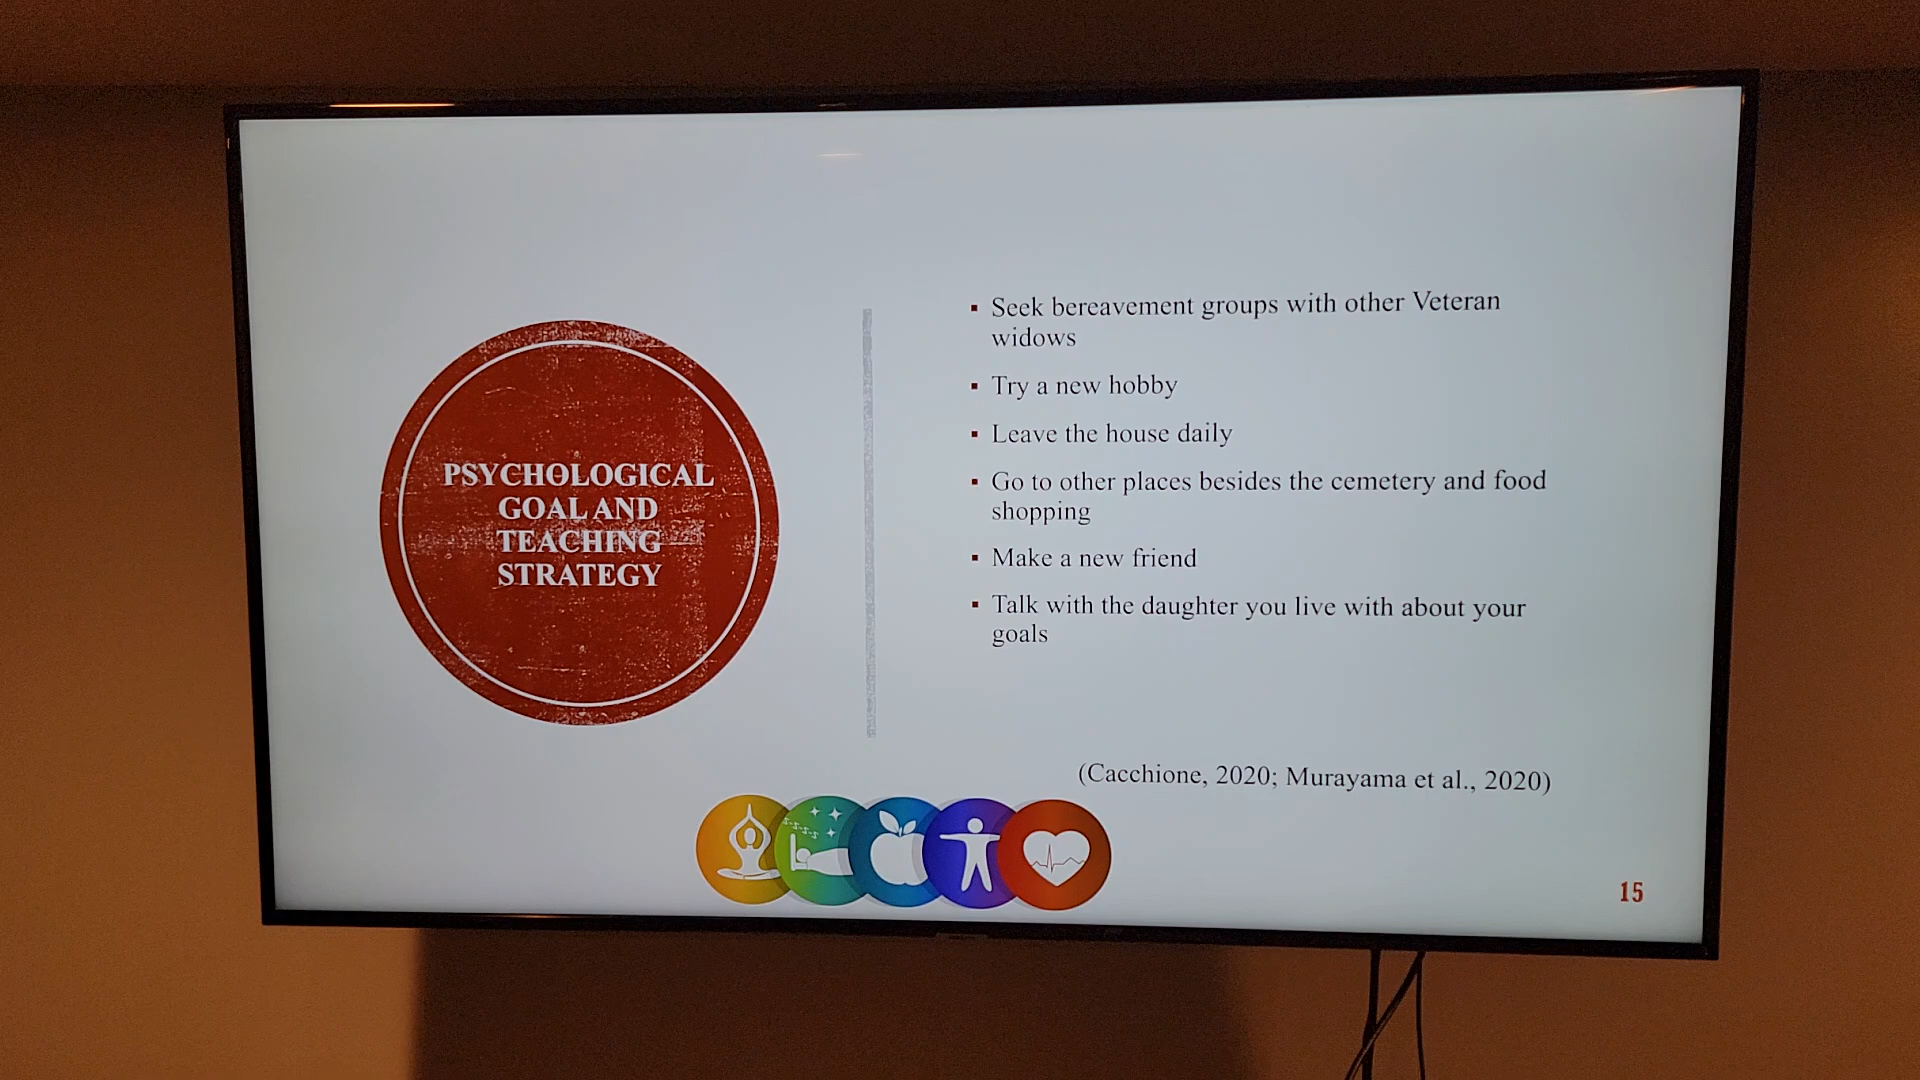 PSYCHOLOGICAL
GOAL AND
TEACHING
STRATEGY
▪ Seek bereavement groups with other Veteran
widows
▪ Try a new hobby
▪ Leave the house daily
▪ Go to other places besides the cemetery and food
shopping
▪ Make a new friend
▪ Talk with the daughter you live with about your
goals
(Cacchione, 2020; Murayama et al., 2020)
15